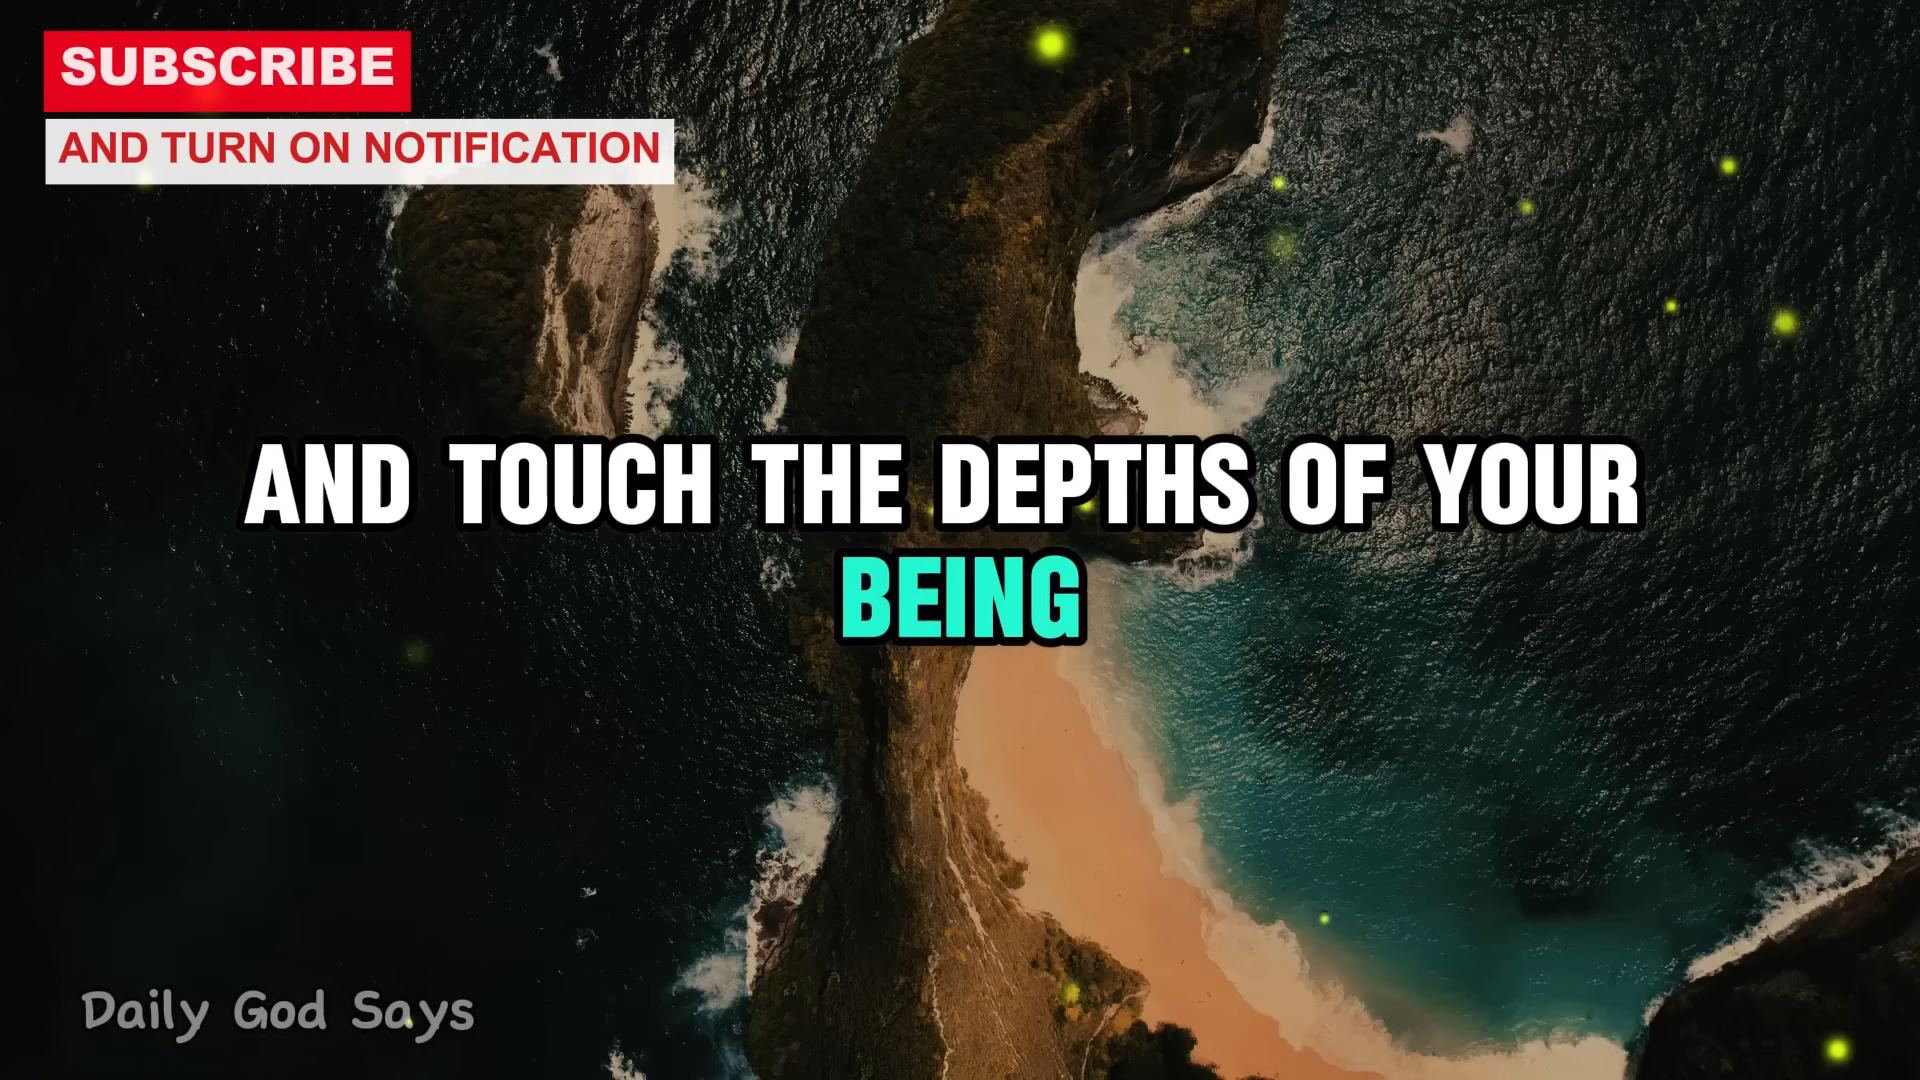 SUBSCRIBE
AND TURN ON NOTIFICATION
AND TOUCH THE DEPTHS OF YOUR
BEING
Daily God Says